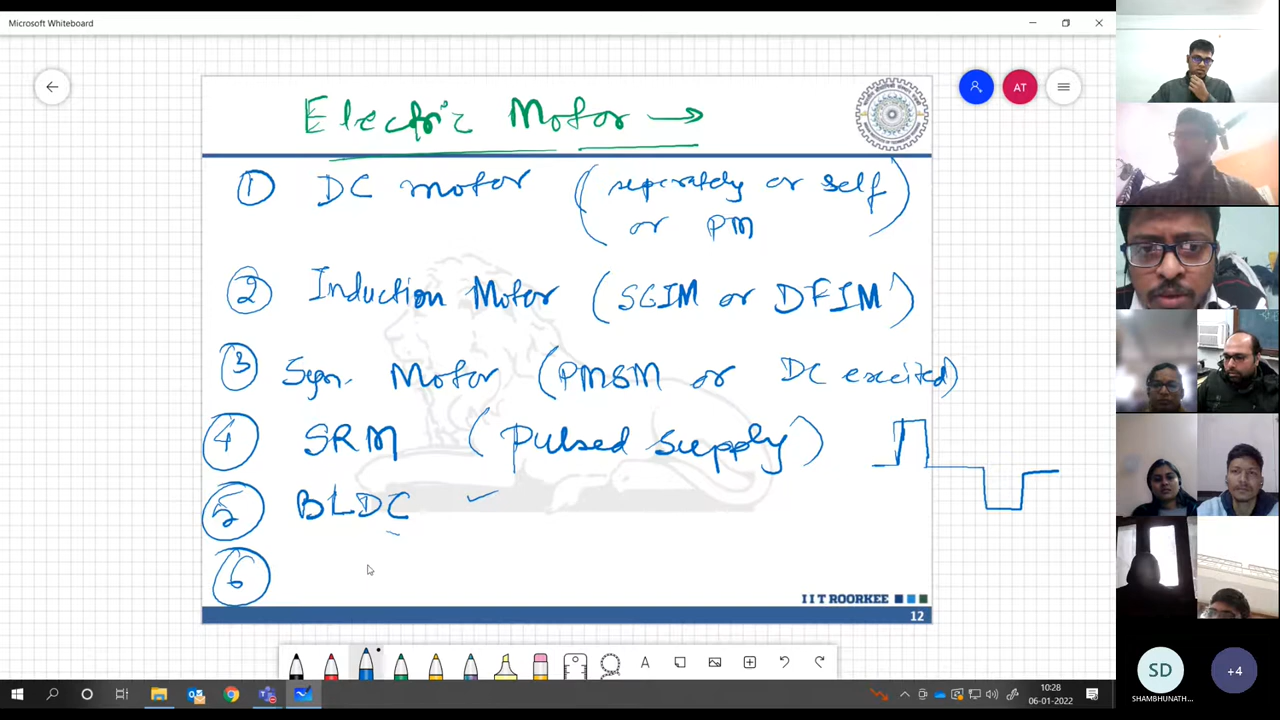 Microsoft Whiteboard
AT
Electric Motor →
① DC motor (seperately or self
or PM)
② Induction Motor (SCIM or DFIM)
③ Syn. Motor (PMSM or DC excited)
④ SRM (Pulsed supply)
⑤ BLDC ✓
⑥
IIT ROORKEE
12
A
SD
SHAMBHUNATH...
+4
10:28
06-01-2022